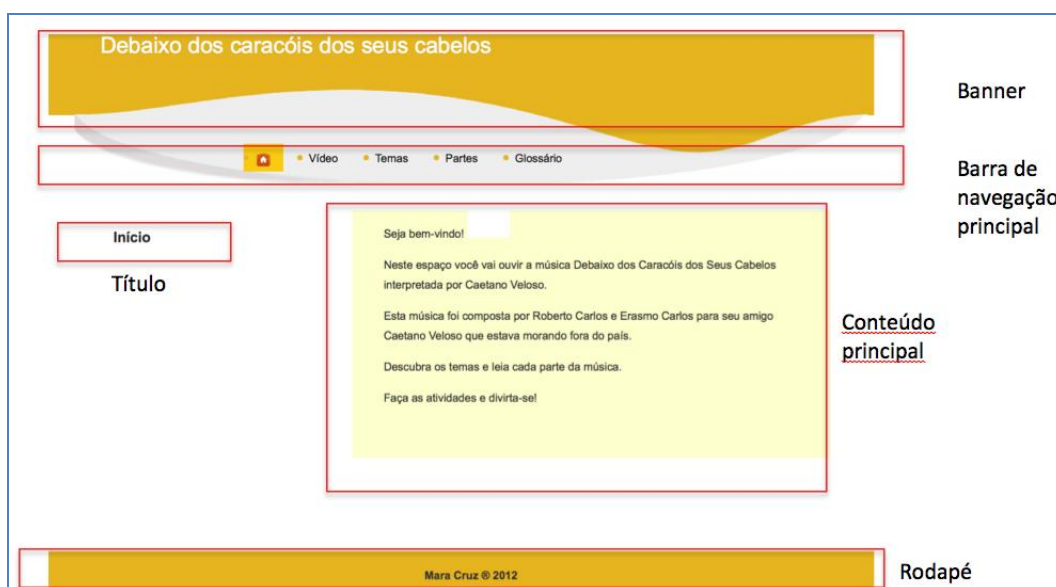 Debaixo dos caracóis dos seus cabelos
Banner
Vídeo Temas Partes Glossário
Barra de
navegação
principal
Início
Título
Seja bem-vindo!
Neste espaço você vai ouvir a música Debaixo dos Caracóis dos Seus Cabelos
interpretada por Caetano Veloso.
Esta música foi composta por Roberto Carlos e Erasmo Carlos para seu amigo
Caetano Veloso que estava morando fora do país.
Descubra os temas e leia cada parte da música.
Faça as atividades e divirta-se!
Conteúdo
principal
Mara Cruz ® 2012
Rodapé